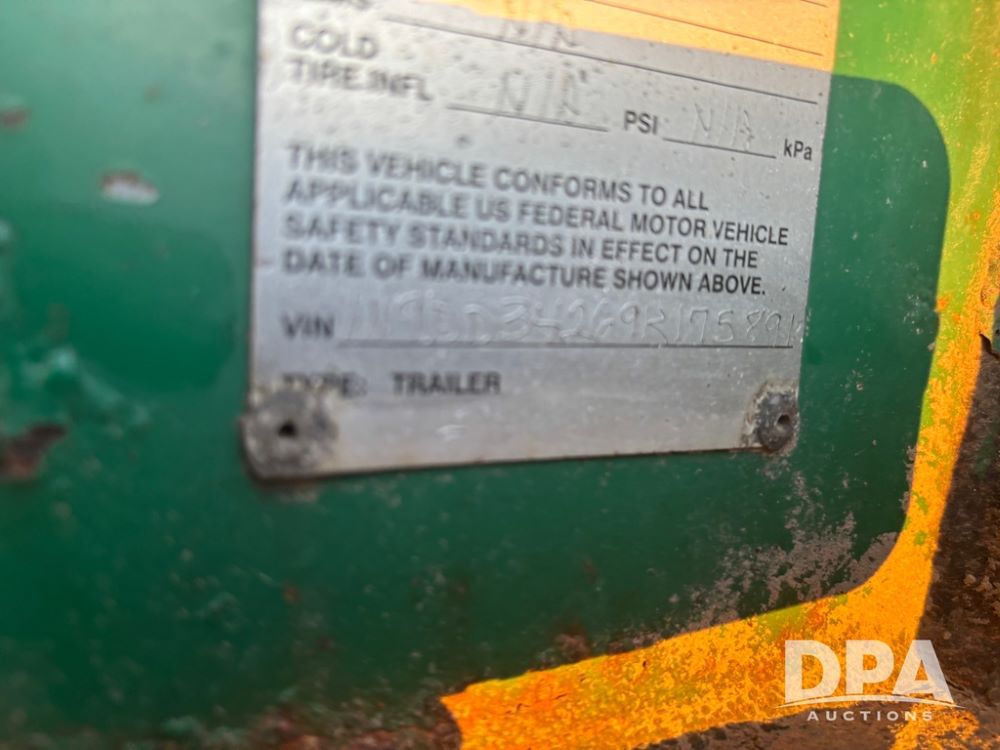 N/A
COLD
TIRE INFL N/A PSI N/A kPa
THIS VEHICLE CONFORMS TO ALL
APPLICABLE US FEDERAL MOTOR VEHICLE
SAFETY STANDARDS IN EFFECT ON THE
DATE OF MANUFACTURE SHOWN ABOVE.
VIN
TYPE: TRAILER
DPA
AUCTIONS